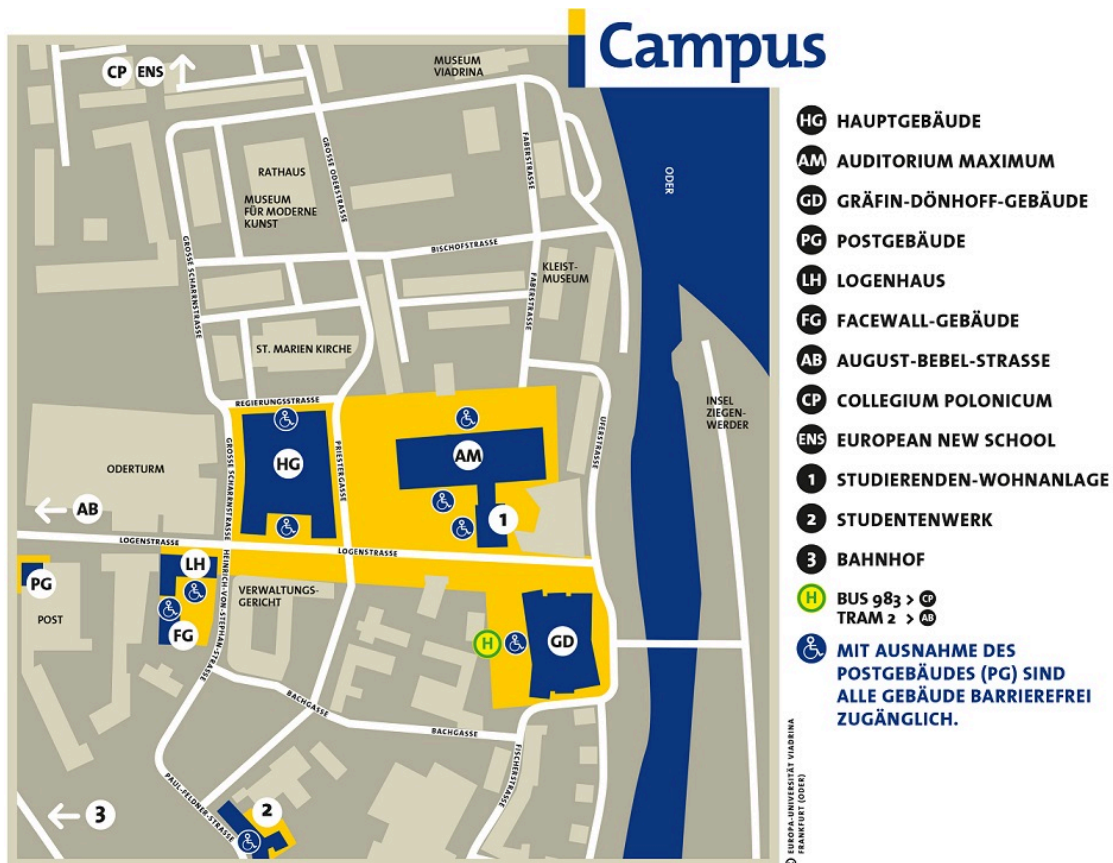 Campus
CP ENS
MUSEUM
VIADRINA
GROSSE ODERSTRASSE
FABERSTRASSE
ODER
RATHAUS
MUSEUM
FÜR MODERNE
KUNST
GROSSE SCHARRNSTRASSE
BISCHOFSTRASSE
KLEIST-
MUSEUM
FABERSTRASSE
ST. MARIEN KIRCHE
REGIERUNGSSTRASSE
INSEL
ZIEGEN-
WERDER
UFERSTRASSE
HG
AM
PRIESTERGASSE
GROSSE SCHARRNSTRASSE
ODERTURM
AB
1
LOGENSTRASSE
LOGENSTRASSE
LH
PG
POST
FG
HEINRICH-VON-STEPHAN-STRASSE
VERWALTUNGS-
GERICHT
H
GD
BACHGASSE
BACHGASSE
FISCHERSTRASSE
PAUL-FELDNER-STRASSE
2
3
HG HAUPTGEBÄUDE
AM AUDITORIUM MAXIMUM
GD GRÄFIN-DÖNHOFF-GEBÄUDE
PG POSTGEBÄUDE
LH LOGENHAUS
FG FACEWALL-GEBÄUDE
AB AUGUST-BEBEL-STRASSE
CP COLLEGIUM POLONICUM
ENS EUROPEAN NEW SCHOOL
1 STUDIERENDEN-WOHNANLAGE
2 STUDENTENWERK
3 BAHNHOF
H BUS 983 > CP
TRAM 2 > AB
MIT AUSNAHME DES
POSTGEBÄUDES (PG) SIND
ALLE GEBÄUDE BARRIEREFREI
ZUGÄNGLICH.
© EUROPA-UNIVERSITÄT VIADRINA
FRANKFURT (ODER)